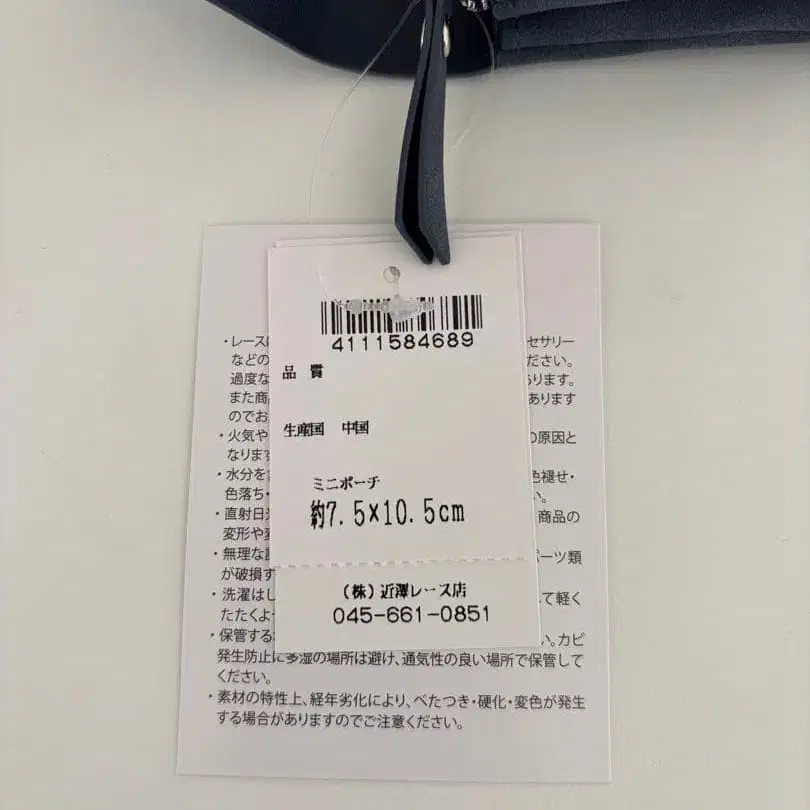 4111584689
品 質
生産国 中国
ミニポーチ
約7.5×10.5cm
(株)近澤レース店
045-661-0851
・レース
セサリー
などの
ださい。
過度な
ります。
また商
あります
のでお
・火気や
の原因と
なります
・水分を
色褪せ・
色落ち・
い。
・直射日
商品の
変形や
・無理な
ポーツ類
が破損す
・洗濯はし
て軽く
たたくよ
・保管する
い。カビ
発生防止に多湿の場所は避け、通気性の良い場所で保管して
ください。
・素材の特性上、経年劣化により、べたつき・硬化・変色が発生
する場合がありますのでご注意ください。